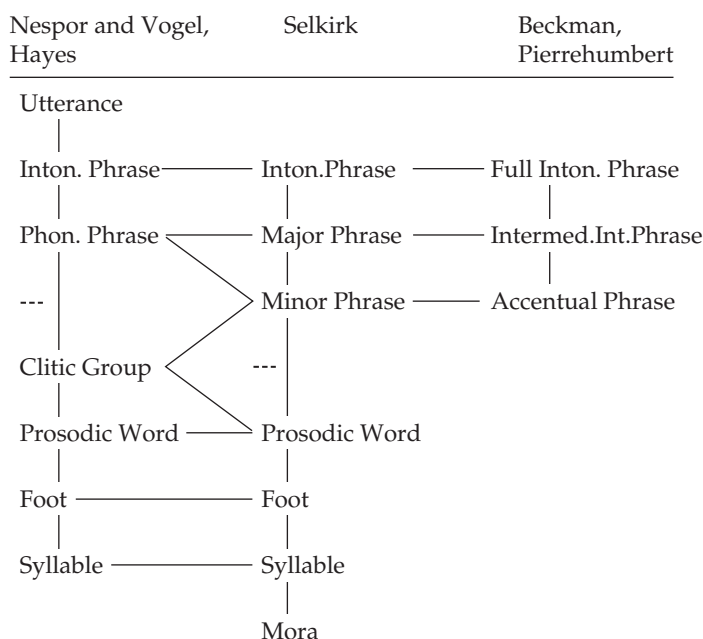 Nespor and Vogel, Selkirk Beckman,
Hayes Pierrehumbert
Utterance
Inton. Phrase Inton.Phrase Full Inton. Phrase
Phon. Phrase Major Phrase Intermed.Int.Phrase
--- Minor Phrase Accentual Phrase
Clitic Group ---
Prosodic Word Prosodic Word
Foot Foot
Syllable Syllable
Mora